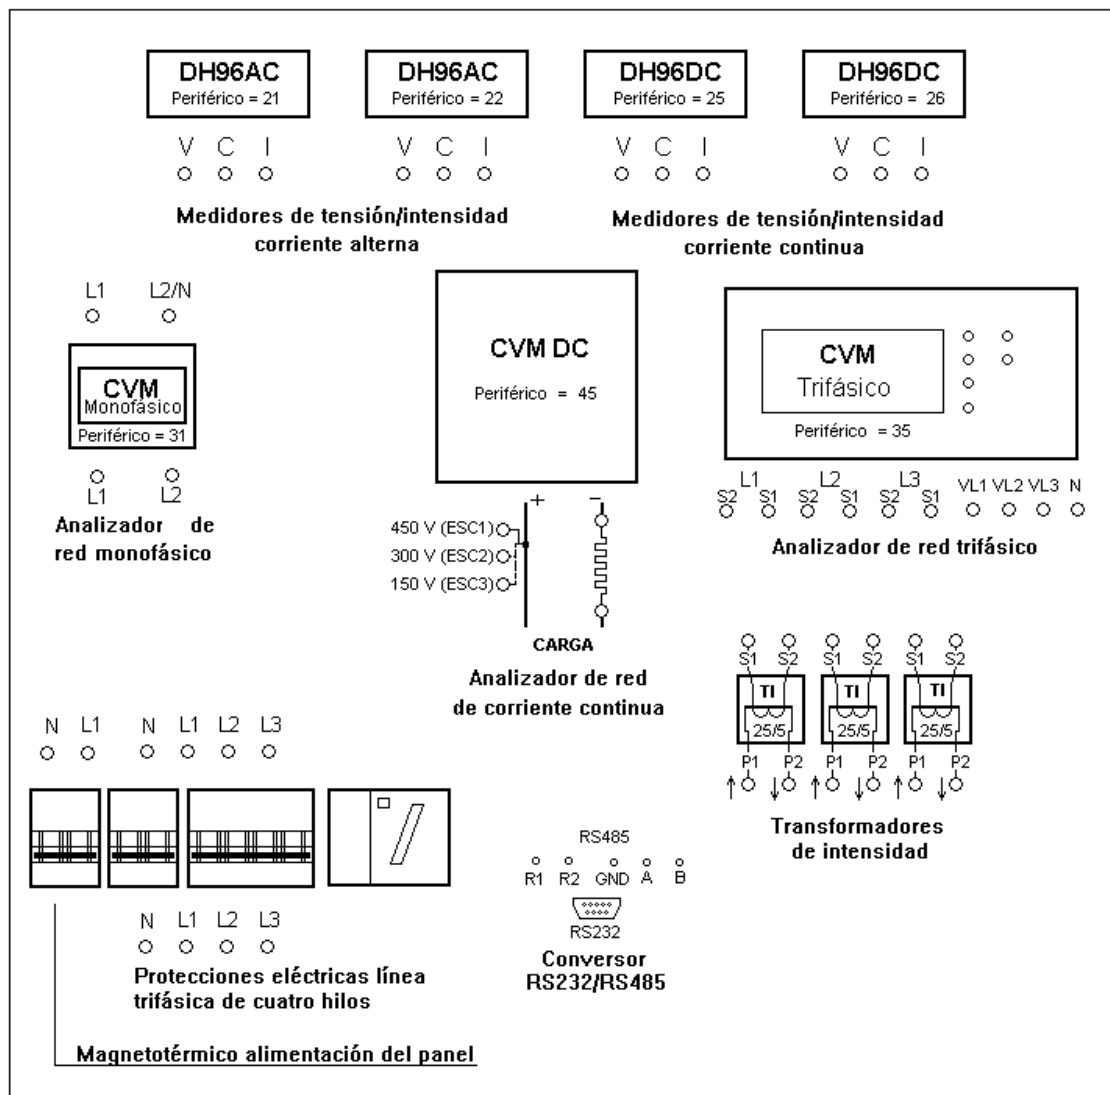 DH96AC DH96AC DH96DC DH96DC
Periférico = 21 Periférico = 22 Periférico = 25 Periférico = 26
V C I V C I V C I V C I
Medidores de tensión/intensidad
corriente alterna
Medidores de tensión/intensidad
corriente continua
L1 L2/N
CVM
Monofásico
Periférico = 31
L1 L2
Analizador de
red monofásico
CVM DC
Periférico = 45
+ -
450 V (ESC1)
300 V (ESC2)
150 V (ESC3)
CARGA
Analizador de red
de corriente continua
CVM
Trifásico
Periférico = 35
L1 L2 L3
S2 S1 S2 S1 S2 S1 VL1 VL2 VL3 N
Analizador de red trifásico
S1 S2 S1 S2 S1 S2
TI TI TI
25/5 25/5 25/5
P1 P2 P1 P2 P1 P2
Transformadores
de intensidad
N L1 N L1 L2 L3
N L1 L2 L3
Protecciones eléctricas línea
trifásica de cuatro hilos
Magnetotérmico alimentación del panel
RS485
R1 R2 GND A B
RS232
Conversor
RS232/RS485